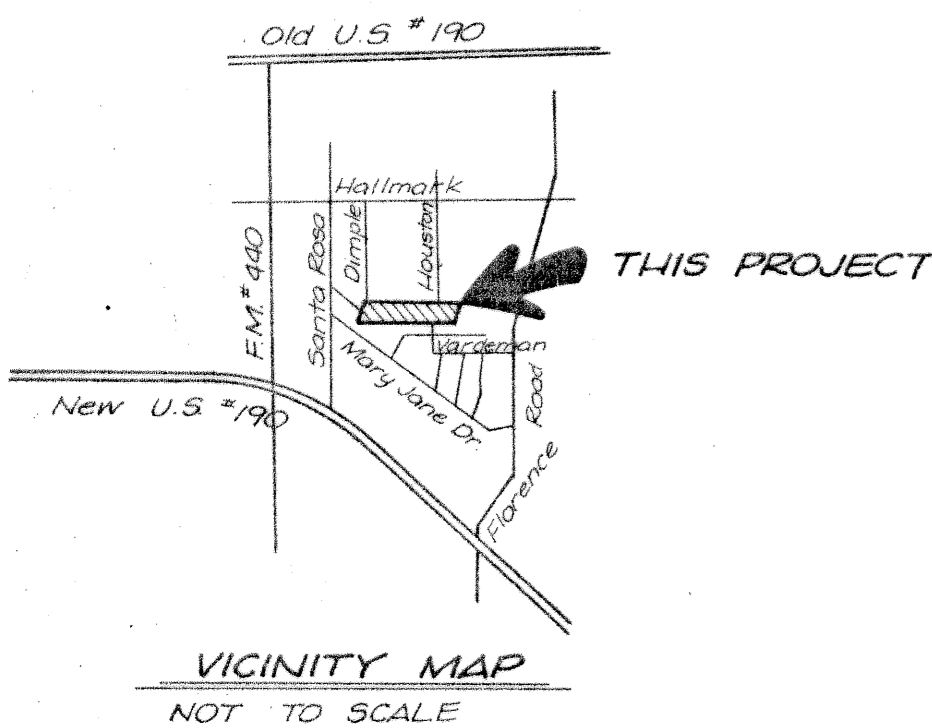 Old U.S. #190
Hallmark
F.M. #440
Santa Rosa
Dimple
Houston
THIS PROJECT
Vardeman
Mary Jane Dr.
New U.S. #190
Florence Road
VICINITY MAP
NOT TO SCALE